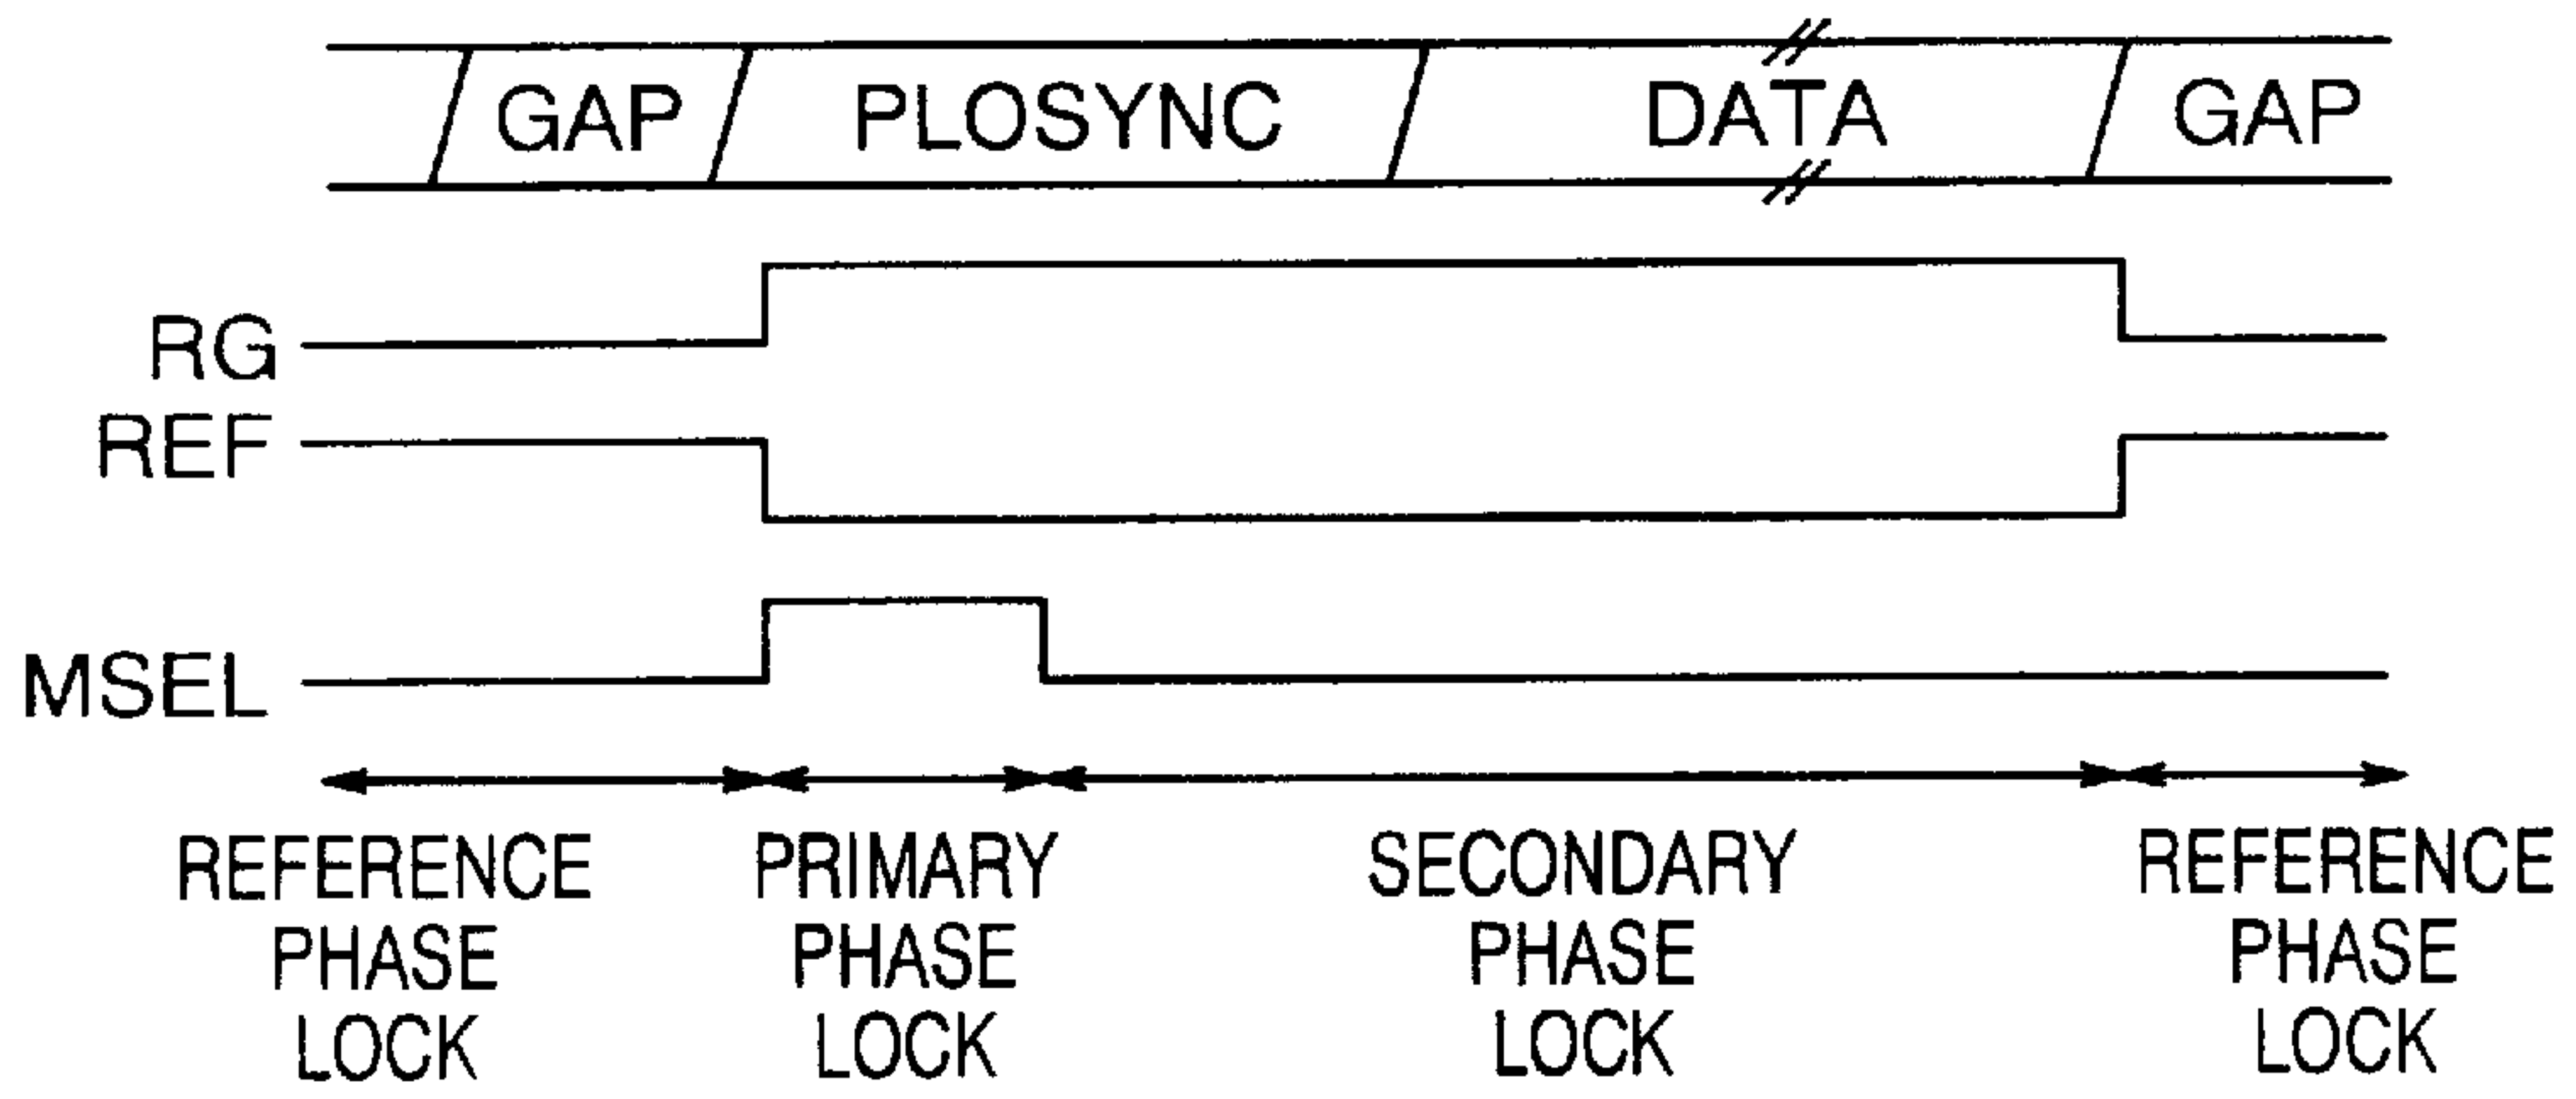 GAP PLOSYNC DATA GAP
RG
REF
MSEL
REFERENCE PHASE LOCK
PRIMARY PHASE LOCK
SECONDARY PHASE LOCK
REFERENCE PHASE LOCK